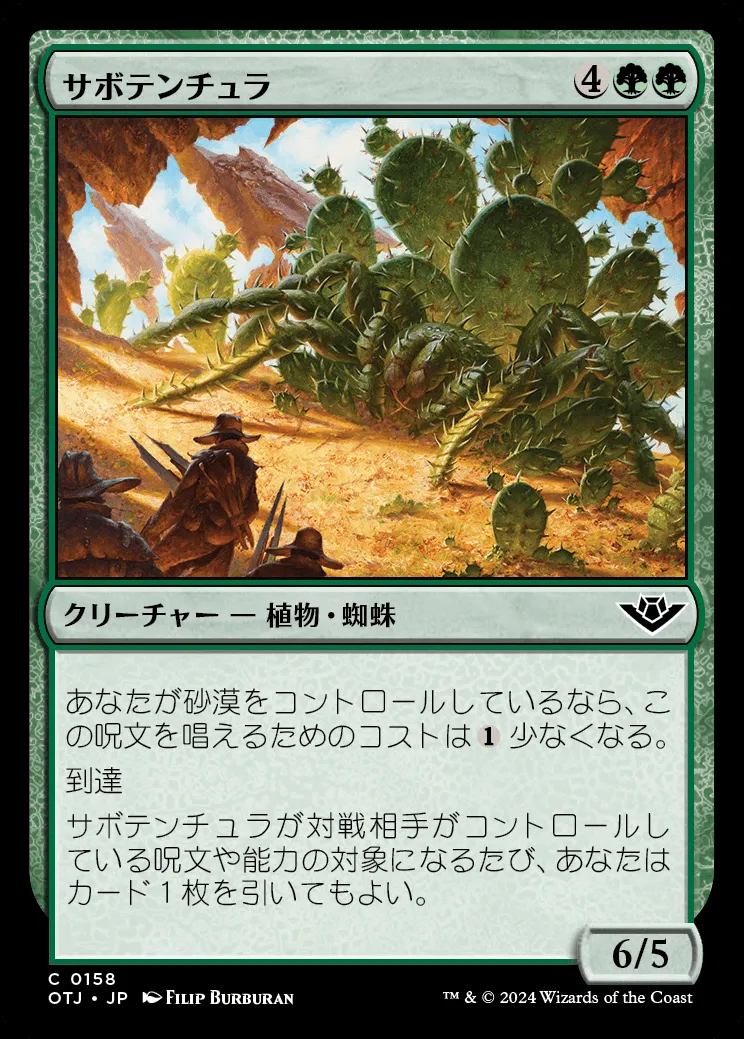 サボテンチュラ 4
クリーチャー — 植物・蜘蛛
あなたが砂漠をコントロールしているなら、こ
の呪文を唱えるためのコストは 1 少なくなる。
到達
サボテンチュラが対戦相手がコントロールし
ている呪文や能力の対象になるたび、あなたは
カード１枚を引いてもよい。
6/5
C 0158
OTJ • JP Filip Burburan
™ & © 2024 Wizards of the Coast